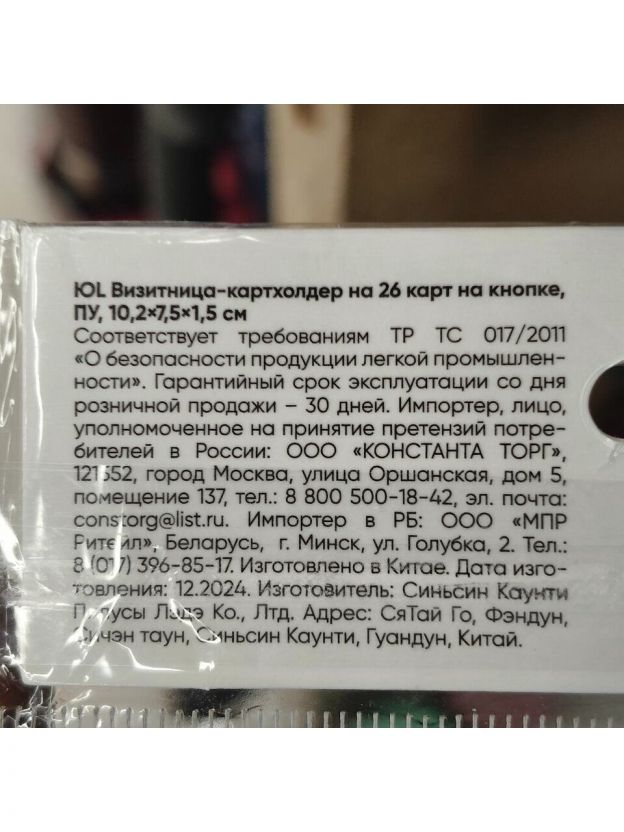 ЮL Визитница-картхолдер на 26 карт на кнопке,
ПУ, 10,2×7,5×1,5 см
Соответствует требованиям ТР ТС 017/2011
«О безопасности продукции легкой промышлен-
ности». Гарантийный срок эксплуатации со дня
розничной продажи – 30 дней. Импортер, лицо,
уполномоченное на принятие претензий потре-
бителей в России: ООО «КОНСТАНТА ТОРГ»,
121552, город Москва, улица Оршанская, дом 5,
помещение 137, тел.: 8 800 500-18-42, эл. почта:
constorg@list.ru. Импортер в РБ: ООО «МПР
Ритейл», Беларусь, г. Минск, ул. Голубка, 2. Тел.:
8 (017) 396-85-17. Изготовлено в Китае. Дата изго-
товления: 12.2024. Изготовитель: Синьсин Каунти
Лэдэ Ко., Лтд. Адрес: СяТай Го, Фэндун,
таун, Синьсин Каунти, Гуандун, Китай.